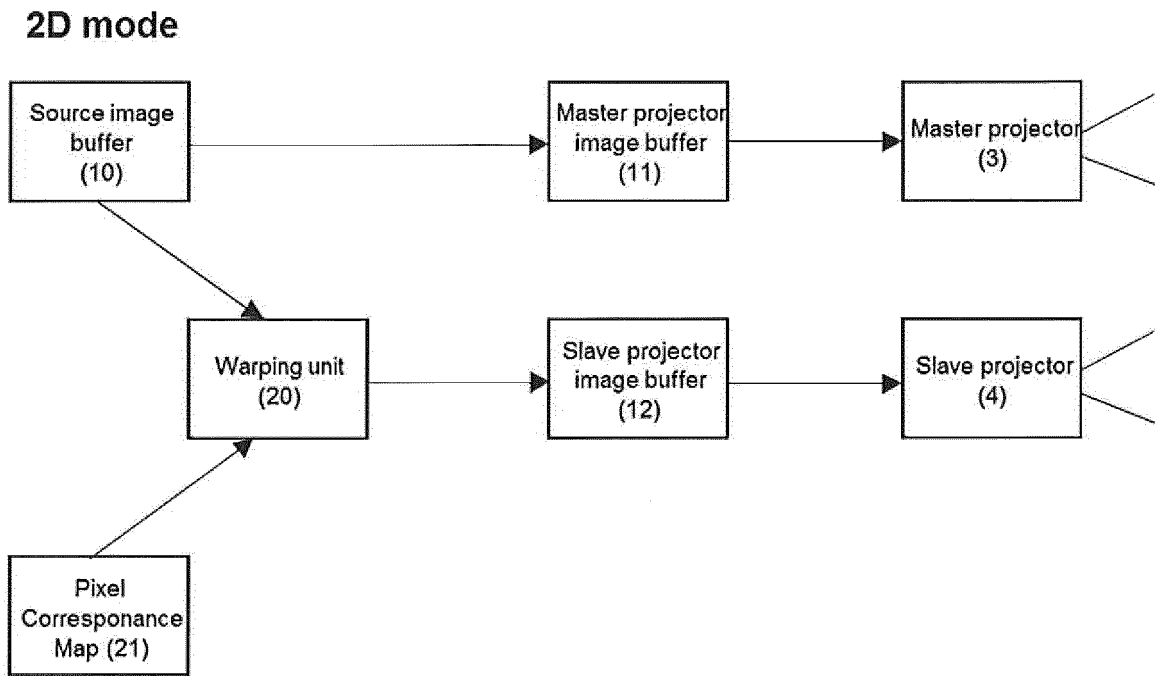 2D mode
Source image
buffer
(10)
Master projector
image buffer
(11)
Master projector
(3)
Warping unit
(20)
Slave projector
image buffer
(12)
Slave projector
(4)
Pixel
Corresponance
Map (21)